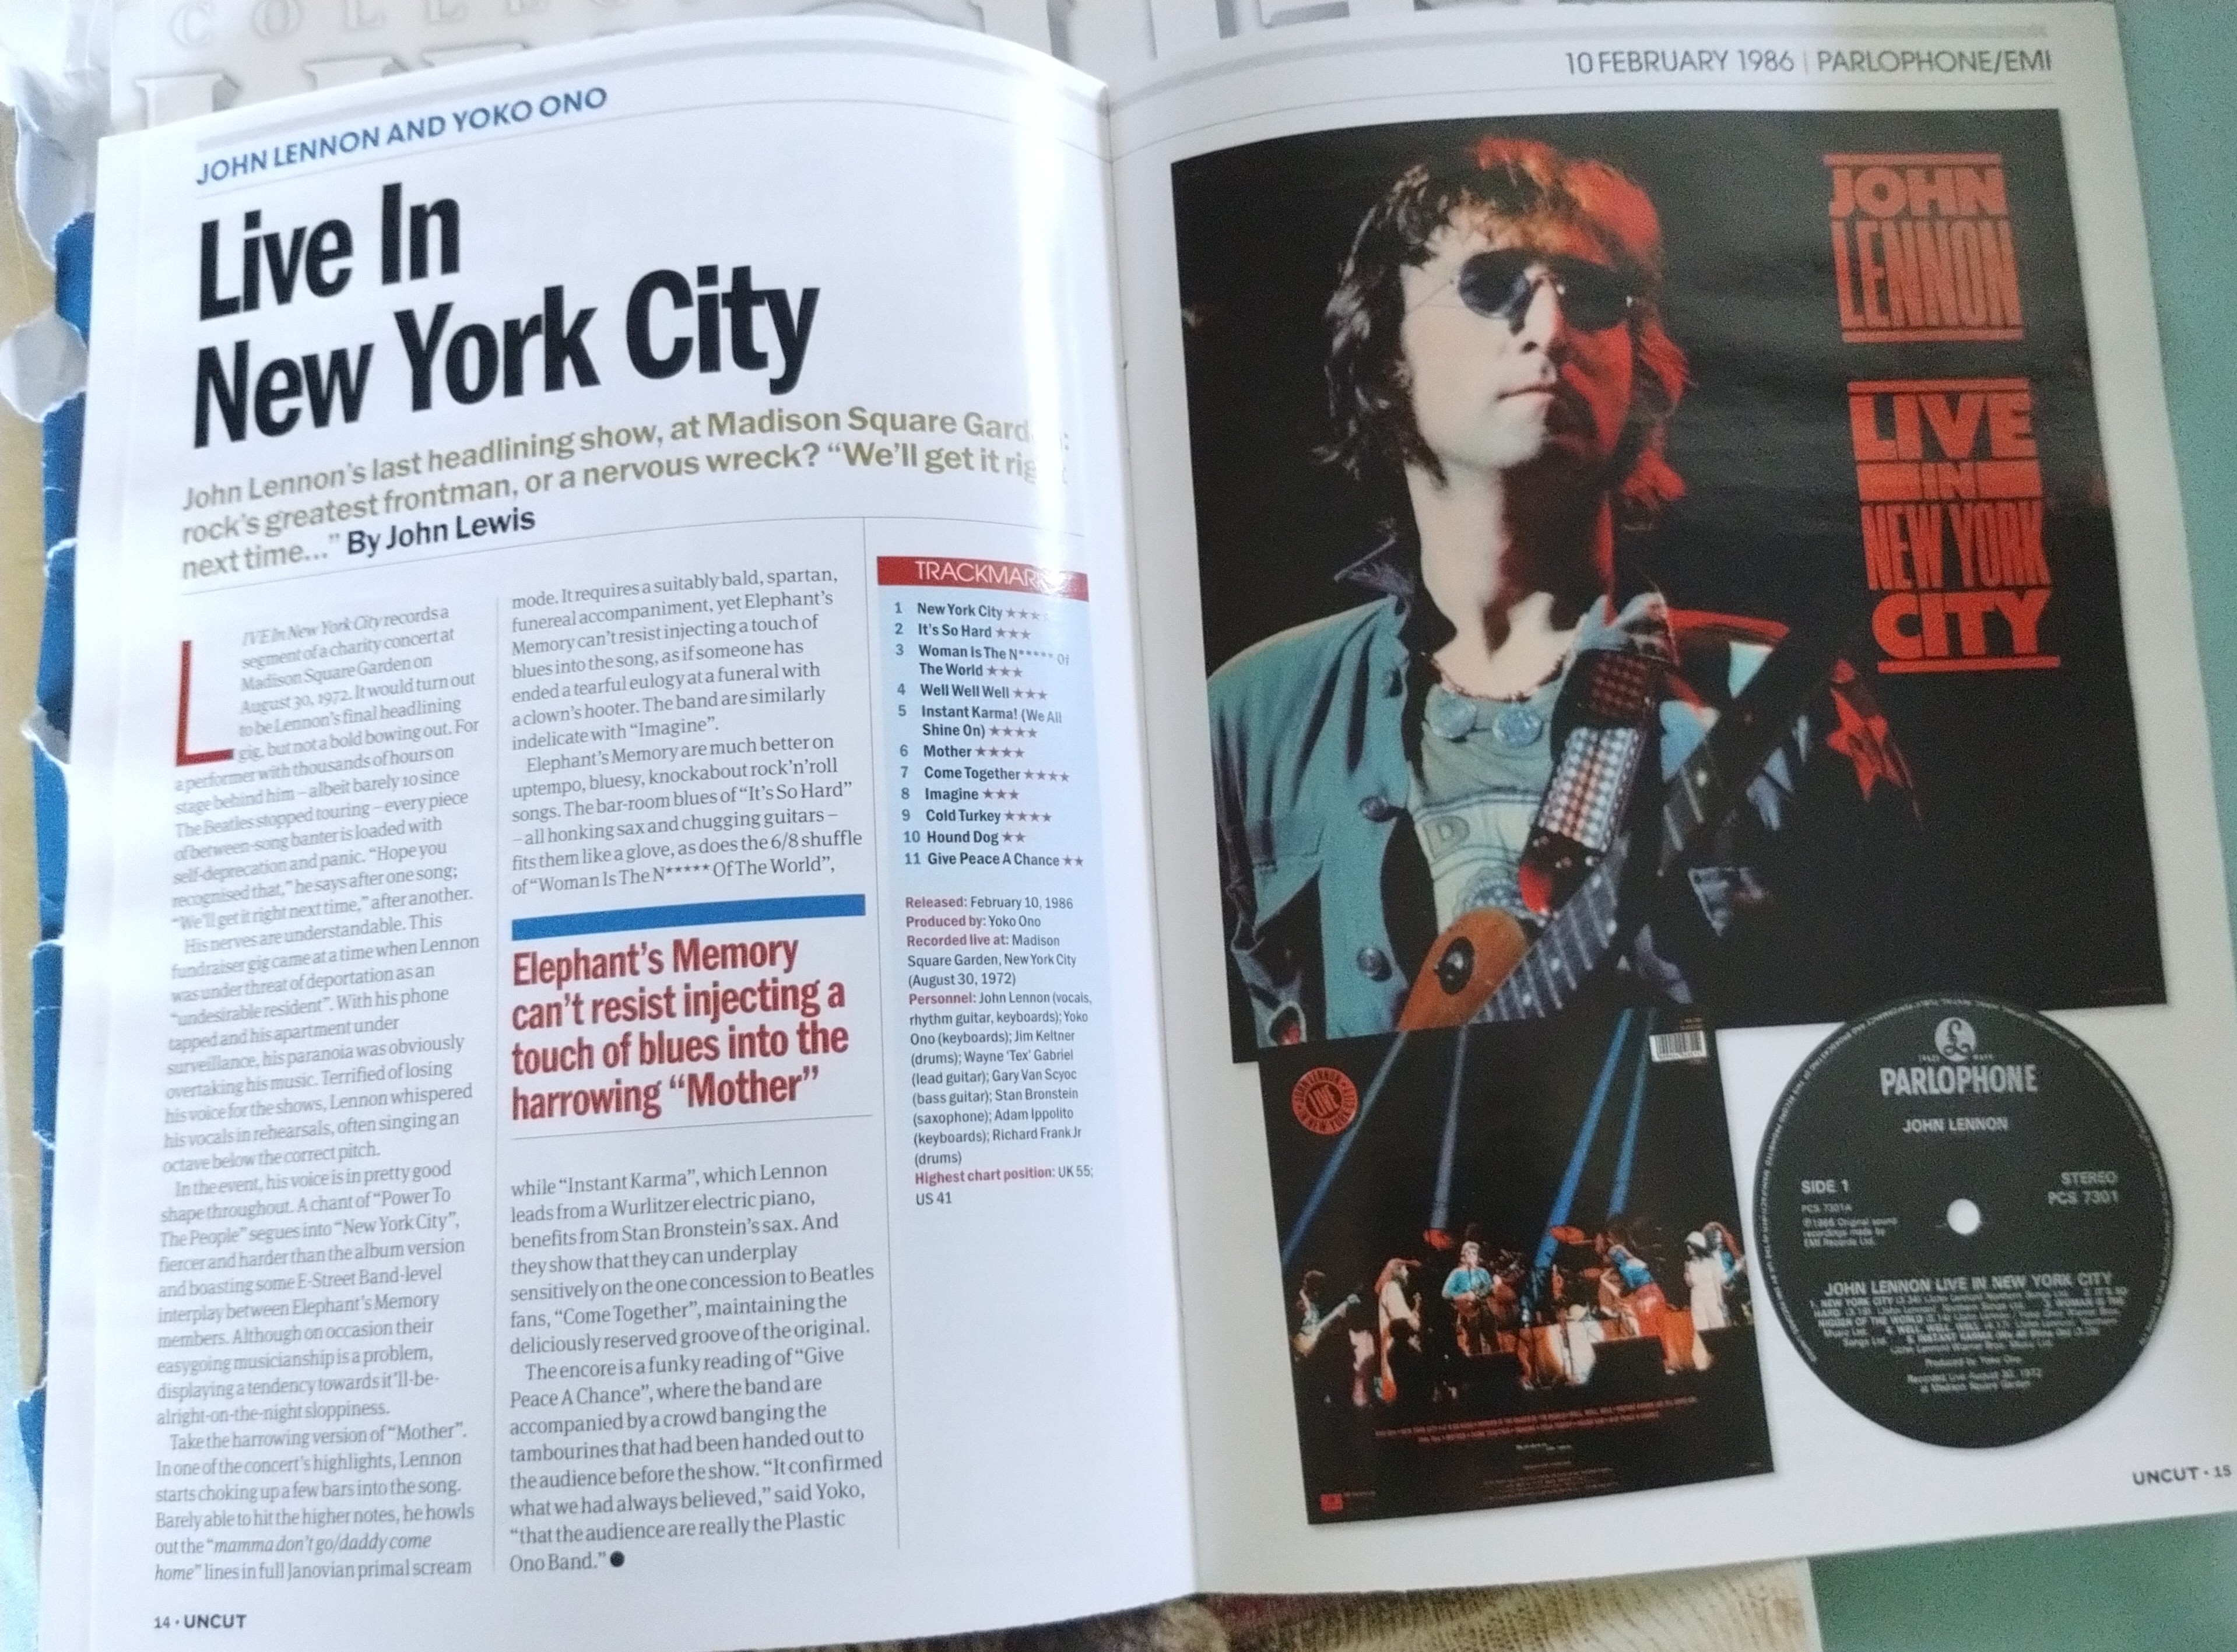 COLLEC
JOHN LENNON AND YOKO ONO
Live In
New York City
John Lennon's last headlining show, at Madison Square Gard
rock's greatest frontman, or a nervous wreck? “We'll get it rig
next time...” By John Lewis
LIVE In New York City records a
segment of a charity concert at
Madison Square Garden on
August 30, 1972. It would turn out
to be Lennon's final headlining
gig, but not a bold bowing out. For
a performer with thousands of hours on
stage behind him – albeit barely 10 since
The Beatles stopped touring – every piece
of between-song banter is loaded with
self-deprecation and panic. “Hope you
recognised that,” he says after one song;
“We'll get it right next time,” after another.
His nerves are understandable. This
fundraiser gig came at a time when Lennon
was under threat of deportation as an
“undesirable resident”. With his phone
tapped and his apartment under
surveillance, his paranoia was obviously
overtaking his music. Terrified of losing
his voice for the shows, Lennon whispered
his vocals in rehearsals, often singing an
octave below the correct pitch.
In the event, his voice is in pretty good
shape throughout. A chant of “Power To
The People” segues into “New York City”,
fiercer and harder than the album version
and boasting some E-Street Band-level
interplay between Elephant's Memory
members. Although on occasion their
easygoing musicianship is a problem,
displaying a tendency towards it'll-be-
alright-on-the-night sloppiness.
Take the harrowing version of “Mother”.
In one of the concert's highlights, Lennon
starts choking up a few bars into the song.
Barely able to hit the higher notes, he howls
out the “mamma don't go/daddy come
home” lines in full Janovian primal scream
mode. It requires a suitably bald, spartan,
funereal accompaniment, yet Elephant's
Memory can't resist injecting a touch of
blues into the song, as if someone has
ended a tearful eulogy at a funeral with
a clown's hooter. The band are similarly
indelicate with “Imagine”.
Elephant's Memory are much better on
uptempo, bluesy, knockabout rock'n'roll
songs. The bar-room blues of “It's So Hard”
– all honking sax and chugging guitars –
fits them like a glove, as does the 6/8 shuffle
of “Woman Is The N***** Of The World”,
Elephant's Memory
can't resist injecting a
touch of blues into the
harrowing “Mother”
while “Instant Karma”, which Lennon
leads from a Wurlitzer electric piano,
benefits from Stan Bronstein's sax. And
they show that they can underplay
sensitively on the one concession to Beatles
fans, “Come Together”, maintaining the
deliciously reserved groove of the original.
The encore is a funky reading of “Give
Peace A Chance”, where the band are
accompanied by a crowd banging the
tambourines that had been handed out to
the audience before the show. “It confirmed
what we had always believed,” said Yoko,
“that the audience are really the Plastic
Ono Band.” ●
TRACKMAR
1 New York City ★★★
2 It's So Hard ★★★
3 Woman Is The N***** Of
The World ★★★
4 Well Well Well ★★★
5 Instant Karma! (We All
Shine On) ★★★★
6 Mother ★★★★
7 Come Together ★★★★
8 Imagine ★★★
9 Cold Turkey ★★★★
10 Hound Dog ★★
11 Give Peace A Chance ★★
Released: February 10, 1986
Produced by: Yoko Ono
Recorded live at: Madison
Square Garden, New York City
(August 30, 1972)
Personnel: John Lennon (vocals,
rhythm guitar, keyboards); Yoko
Ono (keyboards); Jim Keltner
(drums); Wayne 'Tex' Gabriel
(lead guitar); Gary Van Scyoc
(bass guitar); Stan Bronstein
(saxophone); Adam Ippolito
(keyboards); Richard Frank Jr
(drums)
Highest chart position: UK 55;
US 41
14 • UNCUT
10 FEBRUARY 1986 | PARLOPHONE/EMI
JOHN
LENNON
LIVE
IN
NEW YORK
CITY
JOHN LENNON
LIVE
PARLOPHONE
JOHN LENNON
SIDE 1
STEREO
PCS 7301
PCS 7301A
℗1986 Original sound
recordings made by
EMI Records Ltd.
JOHN LENNON LIVE IN NEW YORK CITY
Produced by Yoko Ono
Recorded Live August 30, 1972
at Madison Square Garden
UNCUT • 15